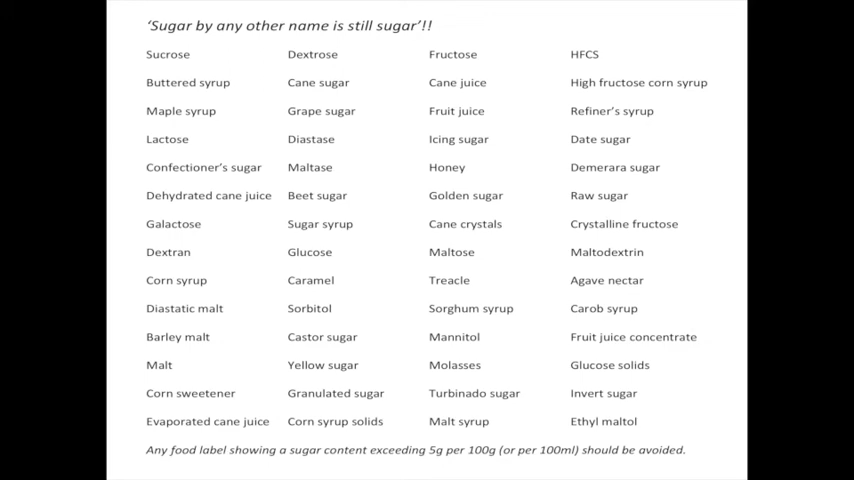 ‘Sugar by any other name is still sugar’!!
Sucrose Dextrose Fructose HFCS
Buttered syrup Cane sugar Cane juice High fructose corn syrup
Maple syrup Grape sugar Fruit juice Refiner’s syrup
Lactose Diastase Icing sugar Date sugar
Confectioner’s sugar Maltase Honey Demerara sugar
Dehydrated cane juice Beet sugar Golden sugar Raw sugar
Galactose Sugar syrup Cane crystals Crystalline fructose
Dextran Glucose Maltose Maltodextrin
Corn syrup Caramel Treacle Agave nectar
Diastatic malt Sorbitol Sorghum syrup Carob syrup
Barley malt Castor sugar Mannitol Fruit juice concentrate
Malt Yellow sugar Molasses Glucose solids
Corn sweetener Granulated sugar Turbinado sugar Invert sugar
Evaporated cane juice Corn syrup solids Malt syrup Ethyl maltol
Any food label showing a sugar content exceeding 5g per 100g (or per 100ml) should be avoided.